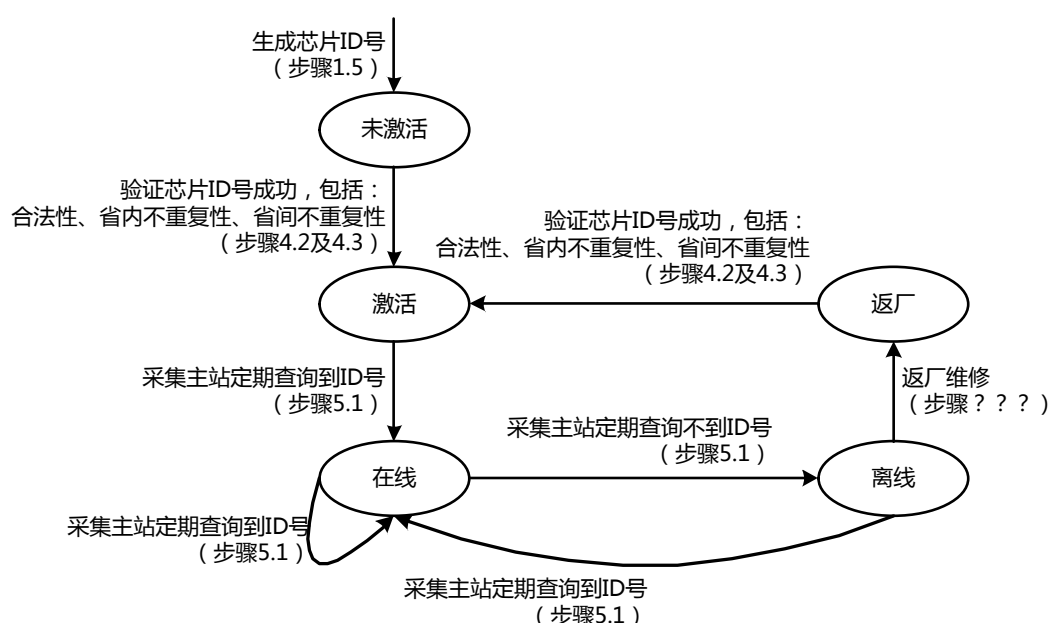 生成芯片ID号
（步骤1.5）
未激活
验证芯片ID号成功，包括：
合法性、省内不重复性、省间不重复性
（步骤4.2及4.3）
验证芯片ID号成功，包括：
合法性、省内不重复性、省间不重复性
（步骤4.2及4.3）
激活
返厂
采集主站定期查询到ID号
（步骤5.1）
返厂维修
（步骤？？？）
采集主站定期查询不到ID号
（步骤5.1）
在线
离线
采集主站定期查询到ID号
（步骤5.1）
采集主站定期查询到ID号
（步骤5.1）